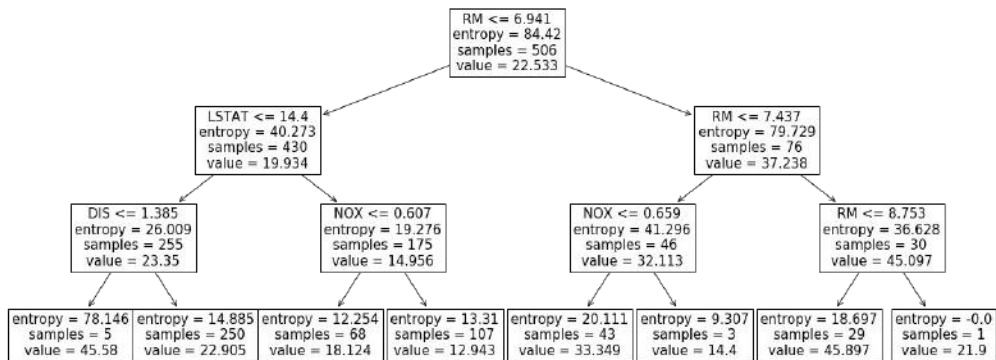 RM <= 6.941
entropy = 84.42
samples = 506
value = 22.533
LSTAT <= 14.4
entropy = 40.273
samples = 430
value = 19.934
RM <= 7.437
entropy = 79.729
samples = 76
value = 37.238
DIS <= 1.385
entropy = 26.009
samples = 255
value = 23.35
NOX <= 0.607
entropy = 19.276
samples = 175
value = 14.956
NOX <= 0.659
entropy = 41.296
samples = 46
value = 32.113
RM <= 8.753
entropy = 36.628
samples = 30
value = 45.097
entropy = 78.146
samples = 5
value = 45.58
entropy = 14.885
samples = 250
value = 22.905
entropy = 12.254
samples = 68
value = 18.124
entropy = 13.31
samples = 107
value = 12.943
entropy = 20.111
samples = 43
value = 33.349
entropy = 9.307
samples = 3
value = 14.4
entropy = 18.697
samples = 29
value = 45.897
entropy = -0.0
samples = 1
value = 21.9